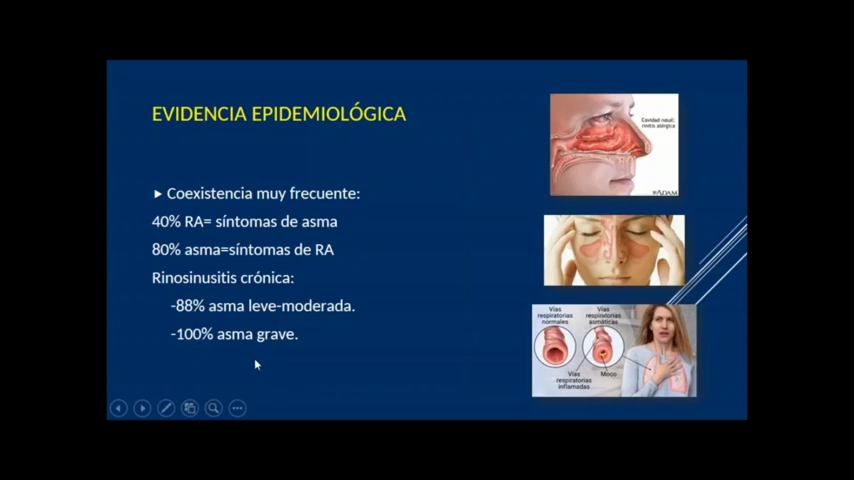 EVIDENCIA EPIDEMIOLÓGICA
Coexistencia muy frecuente:
40% RA= síntomas de asma
80% asma=síntomas de RA
Rinosinusitis crónica:
-88% asma leve-moderada.
-100% asma grave.
Cavidad nasal:
rinitis alérgica
ADAM
Vías
respiratorias
normales
Vías
respiratorias
asmáticas
Vías
respiratorias
inflamadas
Moco